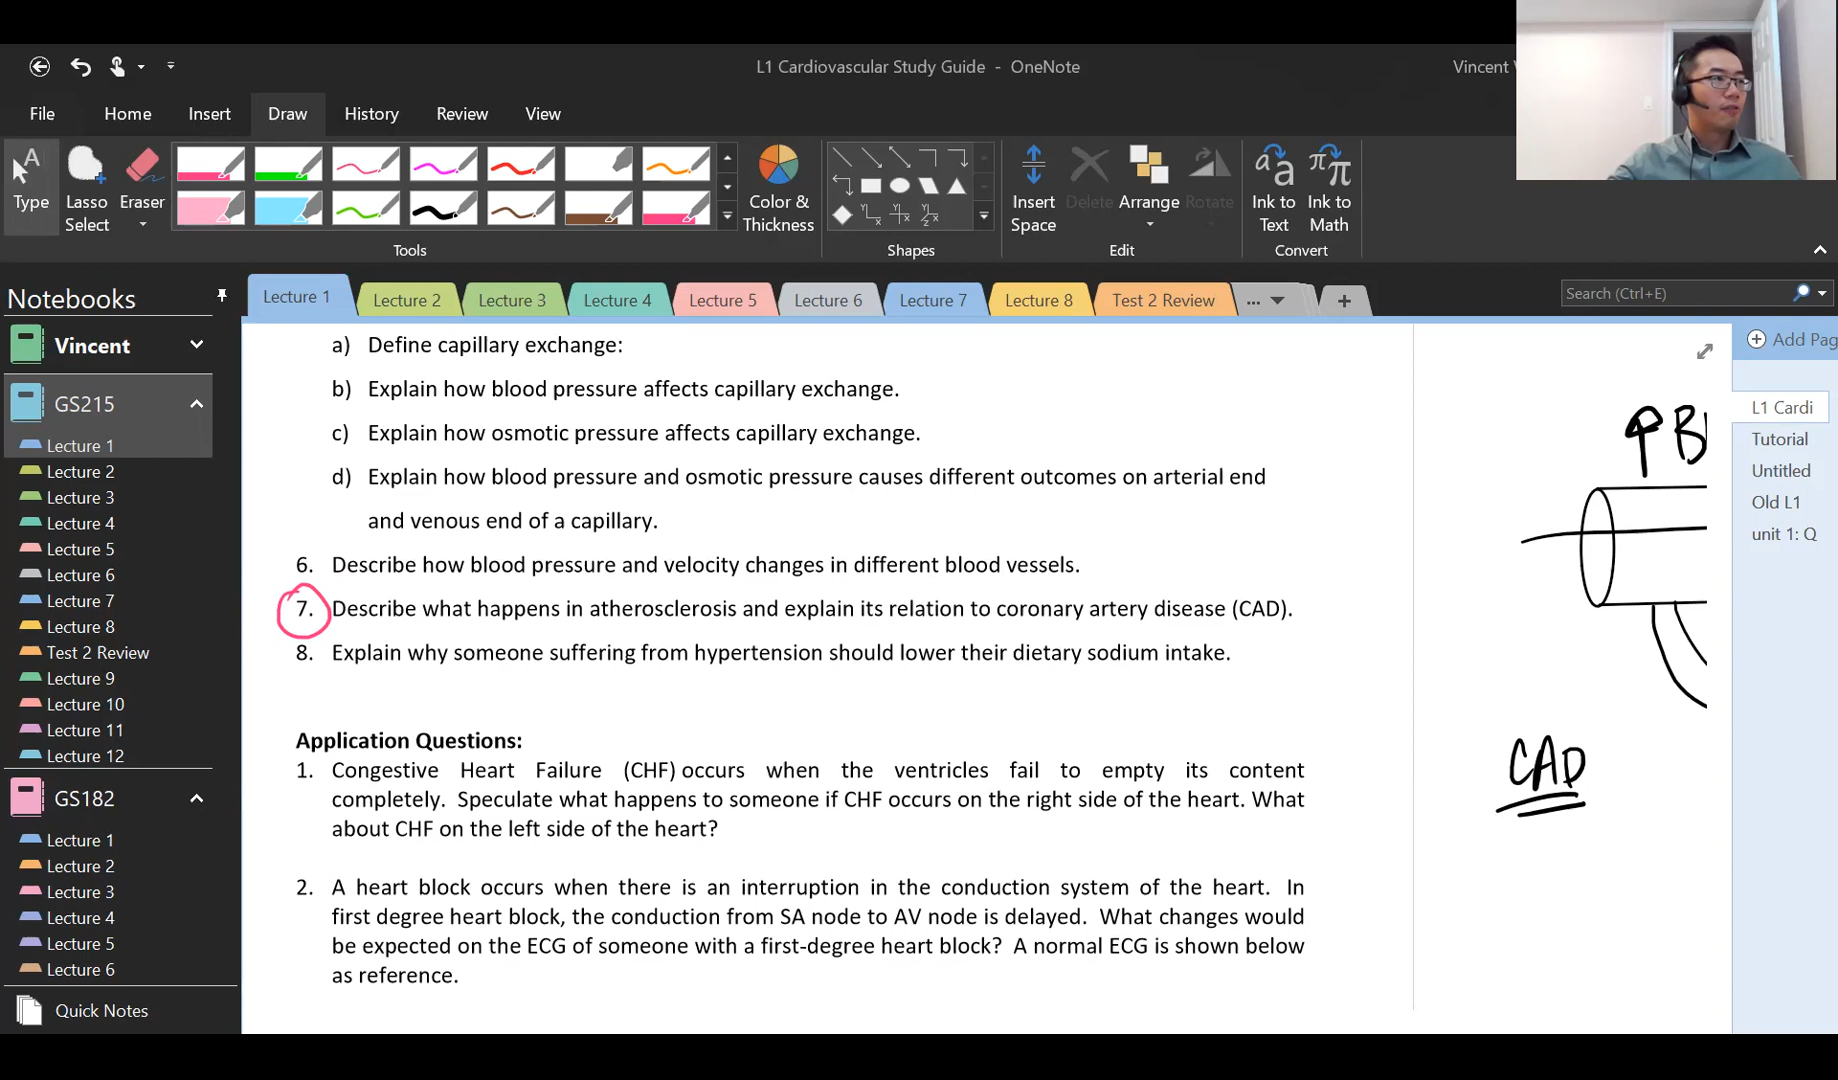 L1 Cardiovascular Study Guide - OneNote
Vincent
File
Home
Insert
Draw
History
Review
View
Type
Lasso Select
Eraser
Color & Thickness
Insert Space
Delete
Arrange
Rotate
Ink to Text
Ink to Math
Tools
Shapes
Edit
Convert
Notebooks
Lecture 1
Lecture 2
Lecture 3
Lecture 4
Lecture 5
Lecture 6
Lecture 7
Lecture 8
Test 2 Review
...
Search (Ctrl+E)
Vincent
GS215
Lecture 1
Lecture 2
Lecture 3
Lecture 4
Lecture 5
Lecture 6
Lecture 7
Lecture 8
Test 2 Review
Lecture 9
Lecture 10
Lecture 11
Lecture 12
GS182
Lecture 1
Lecture 2
Lecture 3
Lecture 4
Lecture 5
Lecture 6
Quick Notes
a) Define capillary exchange:
b) Explain how blood pressure affects capillary exchange.
c) Explain how osmotic pressure affects capillary exchange.
d) Explain how blood pressure and osmotic pressure causes different outcomes on arterial end
and venous end of a capillary.
6. Describe how blood pressure and velocity changes in different blood vessels.
7. Describe what happens in atherosclerosis and explain its relation to coronary artery disease (CAD).
8. Explain why someone suffering from hypertension should lower their dietary sodium intake.
Application Questions:
1. Congestive Heart Failure (CHF) occurs when the ventricles fail to empty its content
completely. Speculate what happens to someone if CHF occurs on the right side of the heart. What
about CHF on the left side of the heart?
2. A heart block occurs when there is an interruption in the conduction system of the heart. In
first degree heart block, the conduction from SA node to AV node is delayed. What changes would
be expected on the ECG of someone with a first-degree heart block? A normal ECG is shown below
as reference.
CAD
Add Pag
L1 Cardi
Tutorial
Untitled
Old L1
unit 1: Q